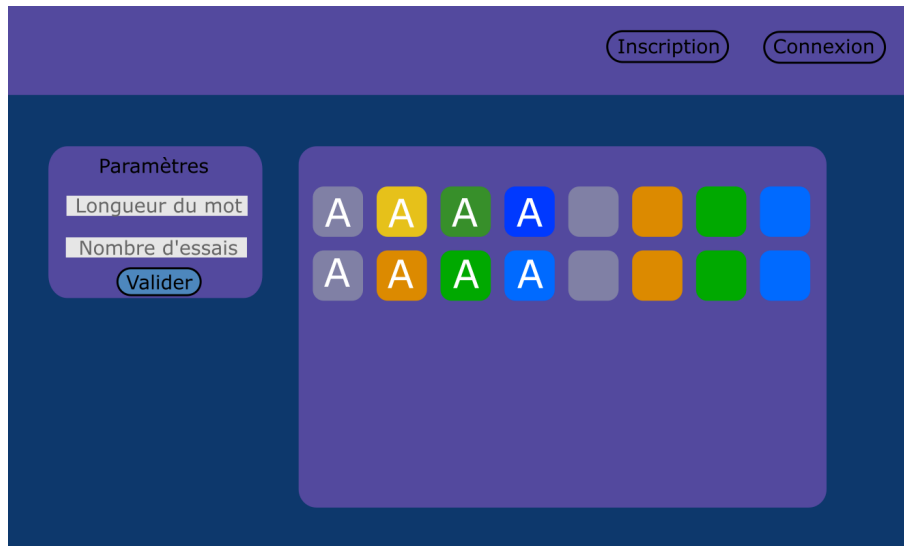 Inscription Connexion
Paramètres
Longueur du mot
Nombre d'essais
Valider
A A A A
A A A A